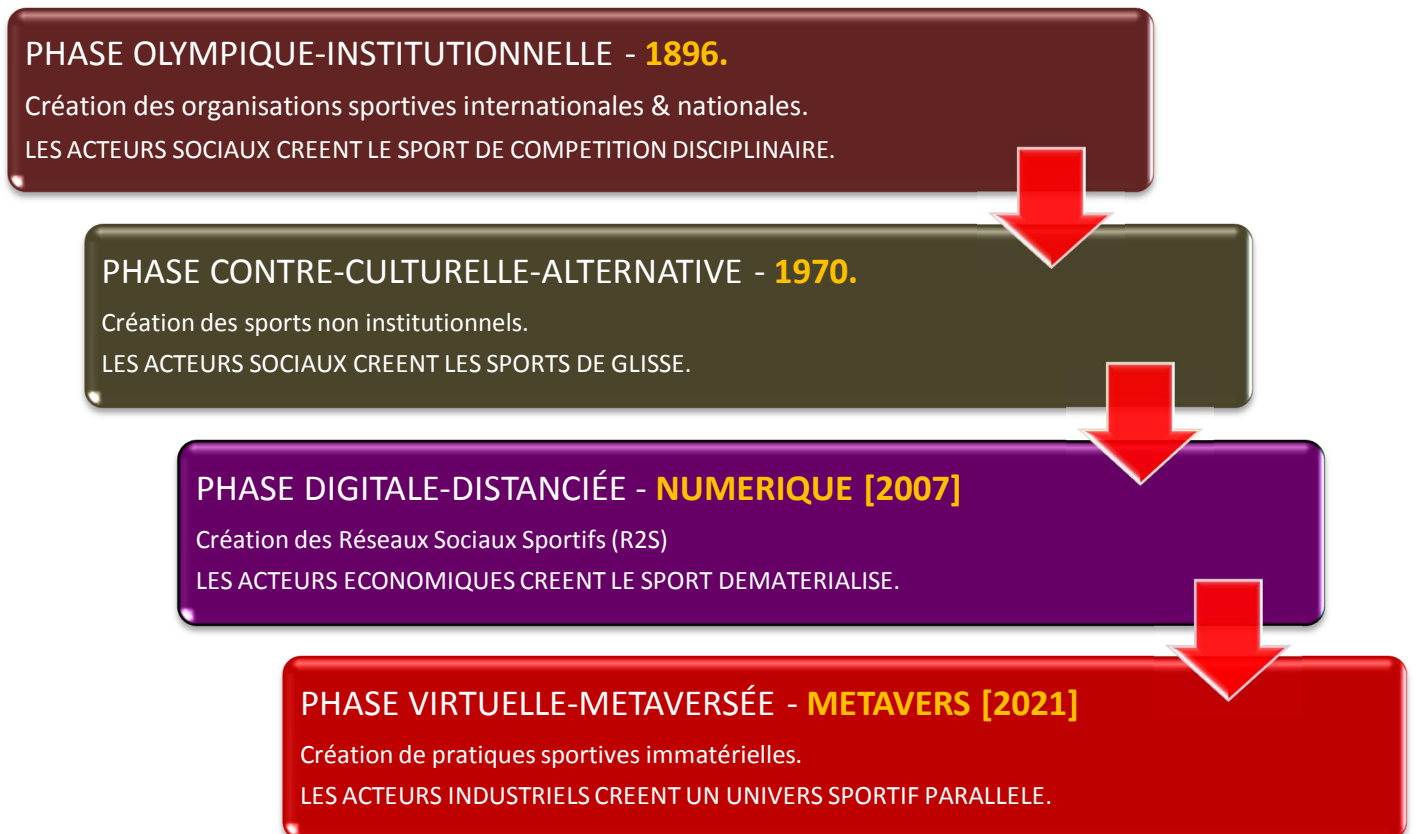 PHASE OLYMPIQUE-INSTITUTIONNELLE - 1896.
Création des organisations sportives internationales & nationales.
LES ACTEURS SOCIAUX CREENT LE SPORT DE COMPETITION DISCIPLINAIRE.
PHASE CONTRE-CULTURELLE-ALTERNATIVE - 1970.
Création des sports non institutionnels.
LES ACTEURS SOCIAUX CREENT LES SPORTS DE GLISSE.
PHASE DIGITALE-DISTANCIÉE - NUMERIQUE [2007]
Création des Réseaux Sociaux Sportifs (R2S)
LES ACTEURS ECONOMIQUES CREENT LE SPORT DEMATERIALISE.
PHASE VIRTUELLE-METAVERSÉE - METAVERS [2021]
Création de pratiques sportives immatérielles.
LES ACTEURS INDUSTRIELS CREENT UN UNIVERS SPORTIF PARALLELE.